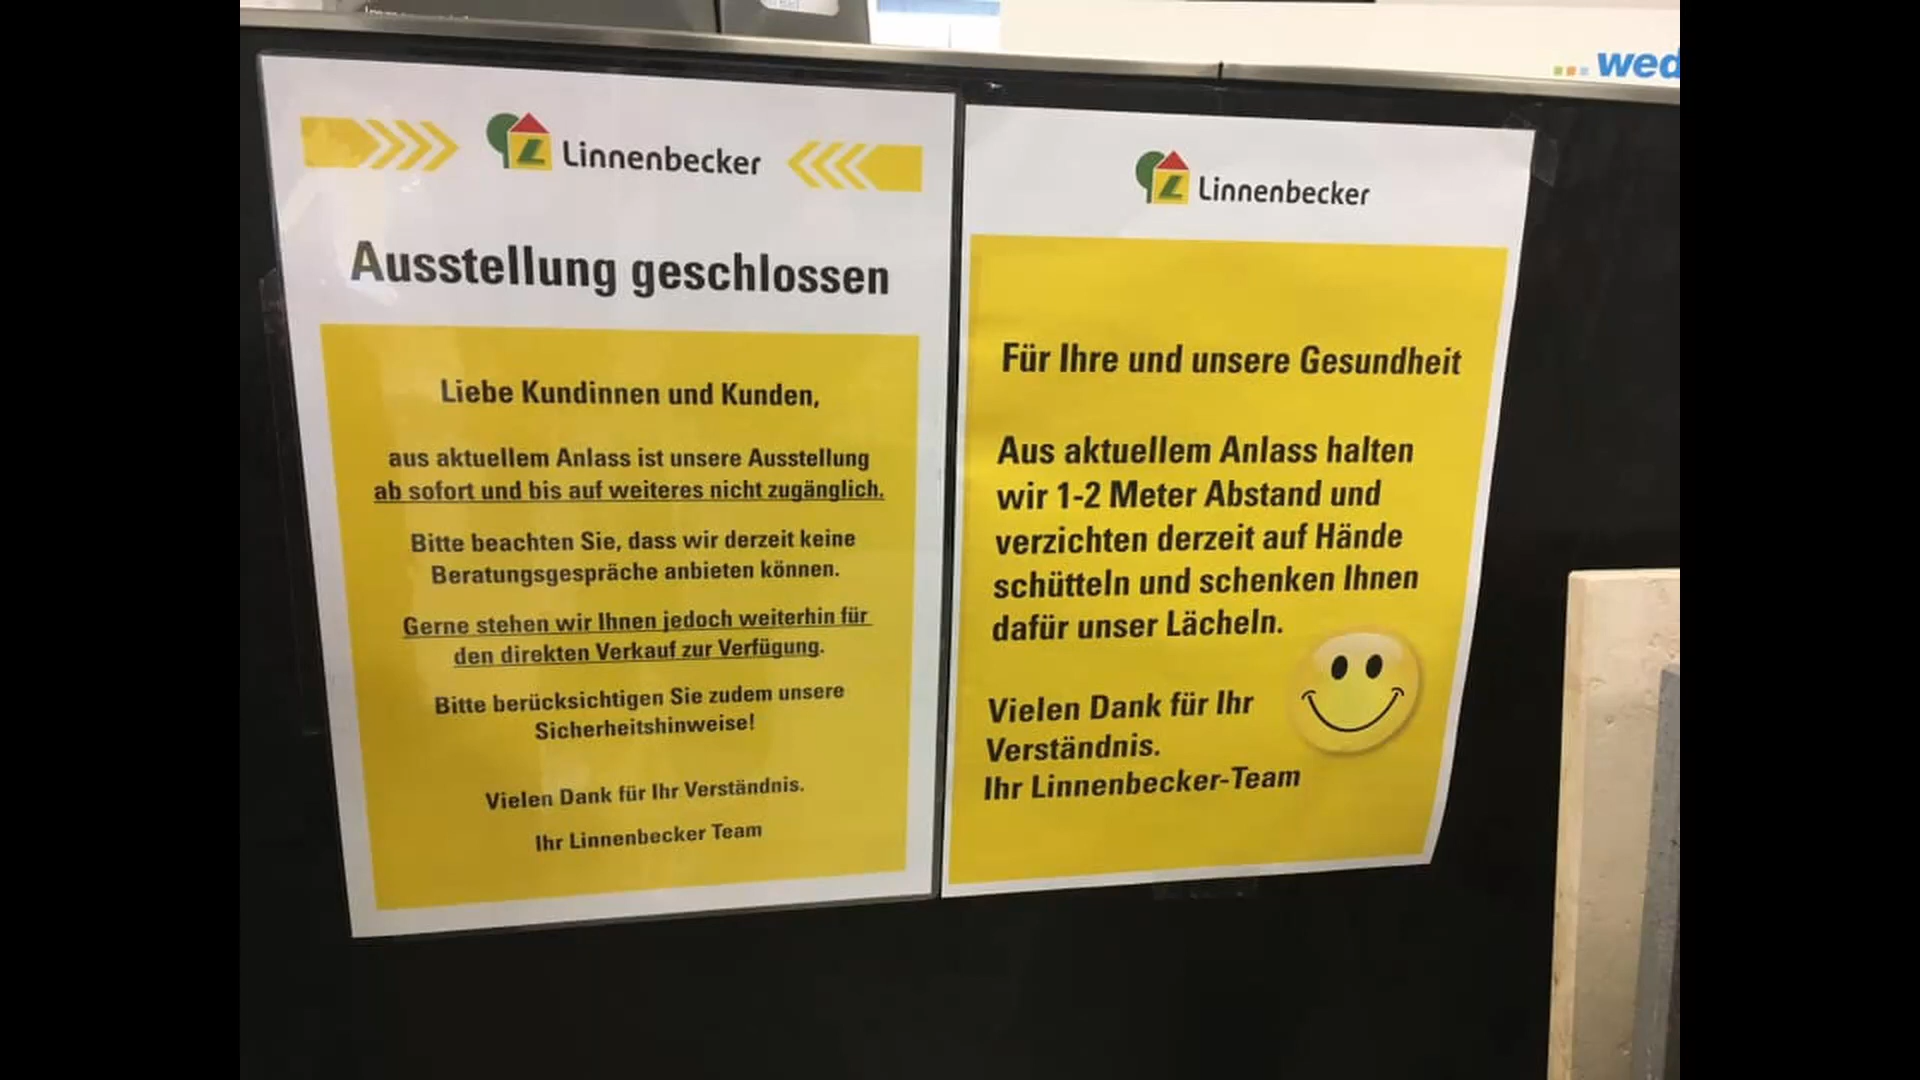 wed
Linnenbecker
Ausstellung geschlossen
Liebe Kundinnen und Kunden,
aus aktuellem Anlass ist unsere Ausstellung
ab sofort und bis auf weiteres nicht zugänglich.
Bitte beachten Sie, dass wir derzeit keine
Beratungsgespräche anbieten können.
Gerne stehen wir Ihnen jedoch weiterhin für
den direkten Verkauf zur Verfügung.
Bitte berücksichtigen Sie zudem unsere
Sicherheitshinweise!
Vielen Dank für Ihr Verständnis.
Ihr Linnenbecker Team
Linnenbecker
Für Ihre und unsere Gesundheit
Aus aktuellem Anlass halten
wir 1-2 Meter Abstand und
verzichten derzeit auf Hände
schütteln und schenken Ihnen
dafür unser Lächeln.
Vielen Dank für Ihr
Verständnis.
Ihr Linnenbecker-Team